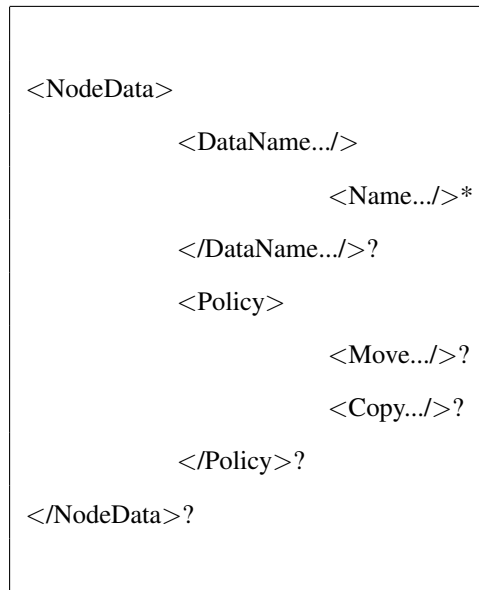 <NodeData>
<DataName.../>
<Name.../>*
</DataName.../>?
<Policy>
<Move.../>?
<Copy.../>?
</Policy>?
</NodeData>?